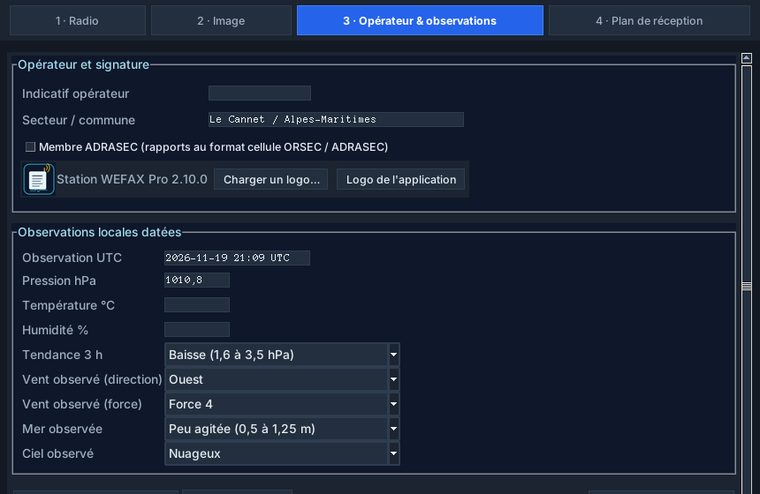 1 · Radio
2 · Image
3 · Opérateur & observations
4 · Plan de réception
Opérateur et signature
Indicatif opérateur
Secteur / commune Le Cannet / Alpes-Maritimes
Membre ADRASEC (rapports au format cellule ORSEC / ADRASEC)
Station WEFAX Pro 2.10.0 Charger un logo... Logo de l'application
Observations locales datées
Observation UTC 2026-11-19 21:09 UTC
Pression hPa 1010,8
Température °C
Humidité %
Tendance 3 h Baisse (1,6 à 3,5 hPa)
Vent observé (direction) Ouest
Vent observé (force) Force 4
Mer observée Peu agitée (0,5 à 1,25 m)
Ciel observé Nuageux